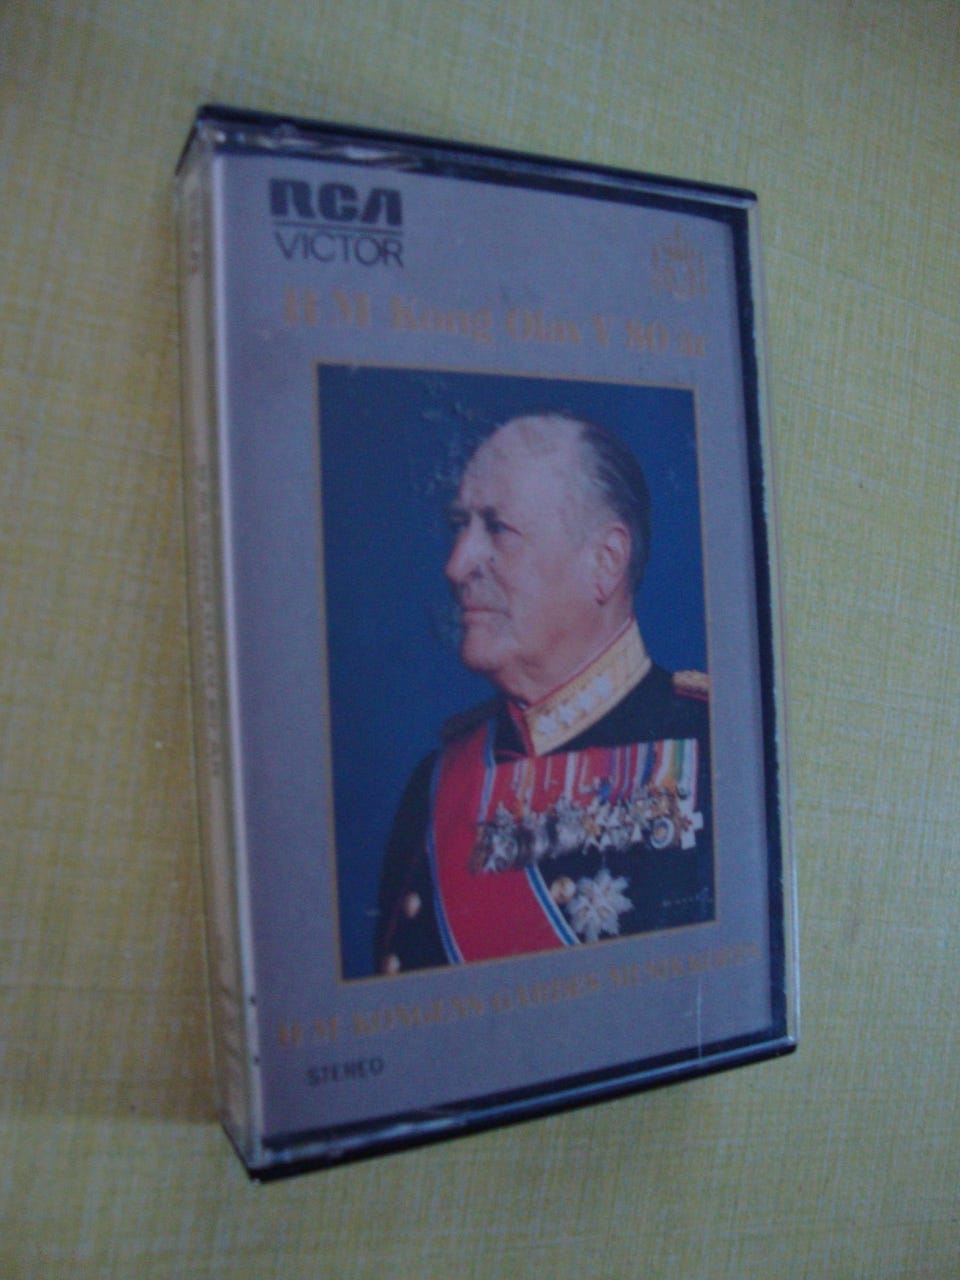 RCA
VICTOR
H M Kong Olav V 80 år
H M KONGENS GARDES MUSIKKORPS
STEREO